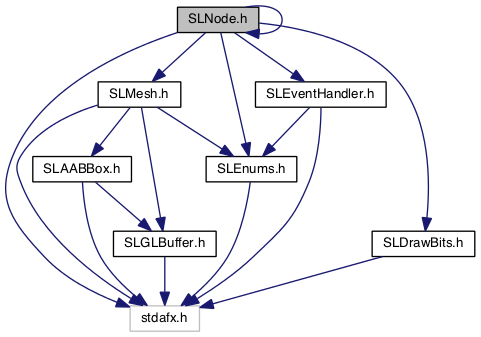 SLNode.h
SLMesh.h
SLEventHandler.h
SLAABBox.h
SLEnums.h
SLGLBuffer.h
SLDrawBits.h
stdafx.h